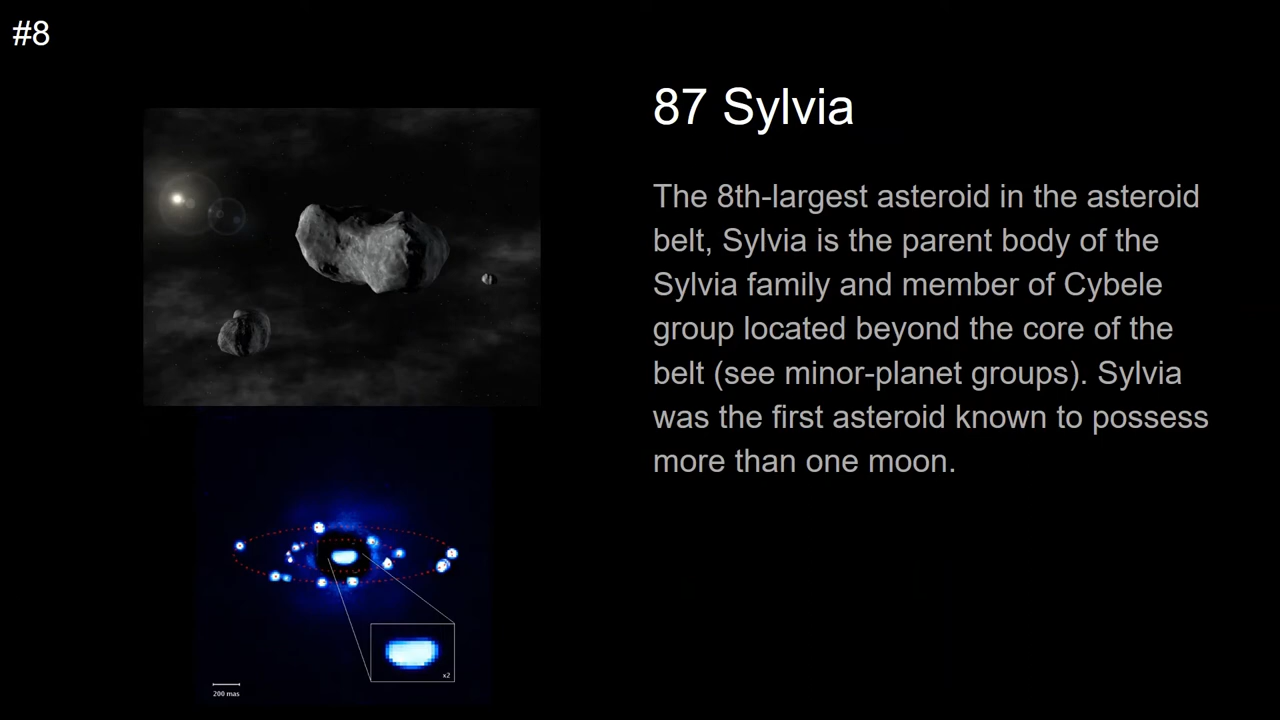 #8
87 Sylvia
The 8th-largest asteroid in the asteroid
belt, Sylvia is the parent body of the
Sylvia family and member of Cybele
group located beyond the core of the
belt (see minor-planet groups). Sylvia
was the first asteroid known to possess
more than one moon.
x2
200 mas